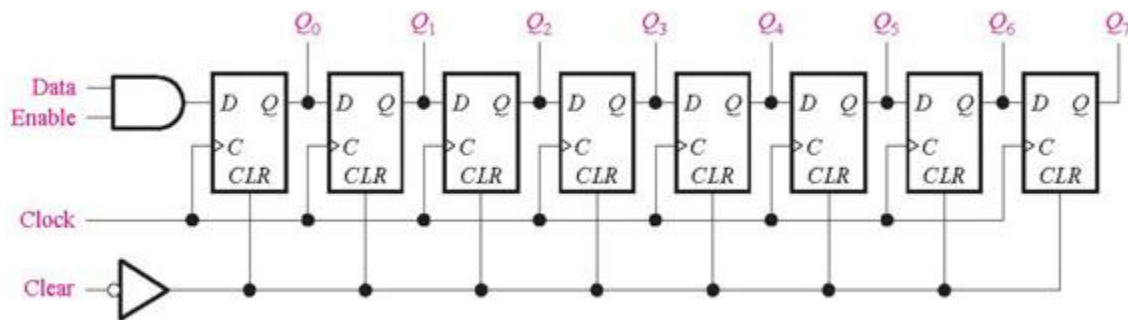 Q0 Q1 Q2 Q3 Q4 Q5 Q6 Q7
Data
Enable
D Q D Q D Q D Q D Q D Q D Q D Q
C C C C C C C C
CLR CLR CLR CLR CLR CLR CLR CLR
Clock
Clear